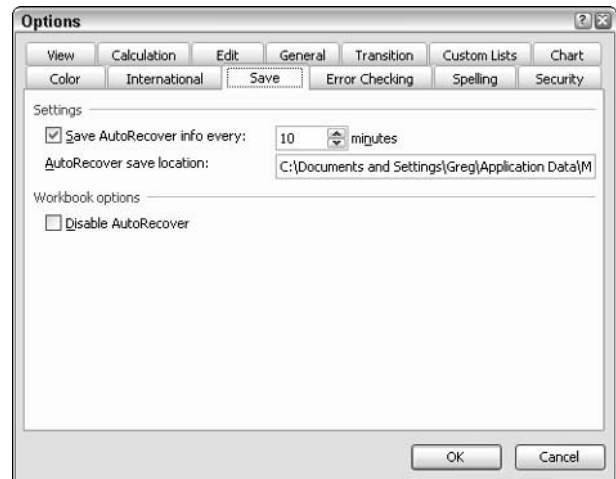 Options
View Calculation Edit General Transition Custom Lists Chart
Color International Save Error Checking Spelling Security
Settings
Save AutoRecover info every: 10 minutes
AutoRecover save location: C:\Documents and Settings\Greg\Application Data\M
Workbook options
Disable AutoRecover
OK Cancel